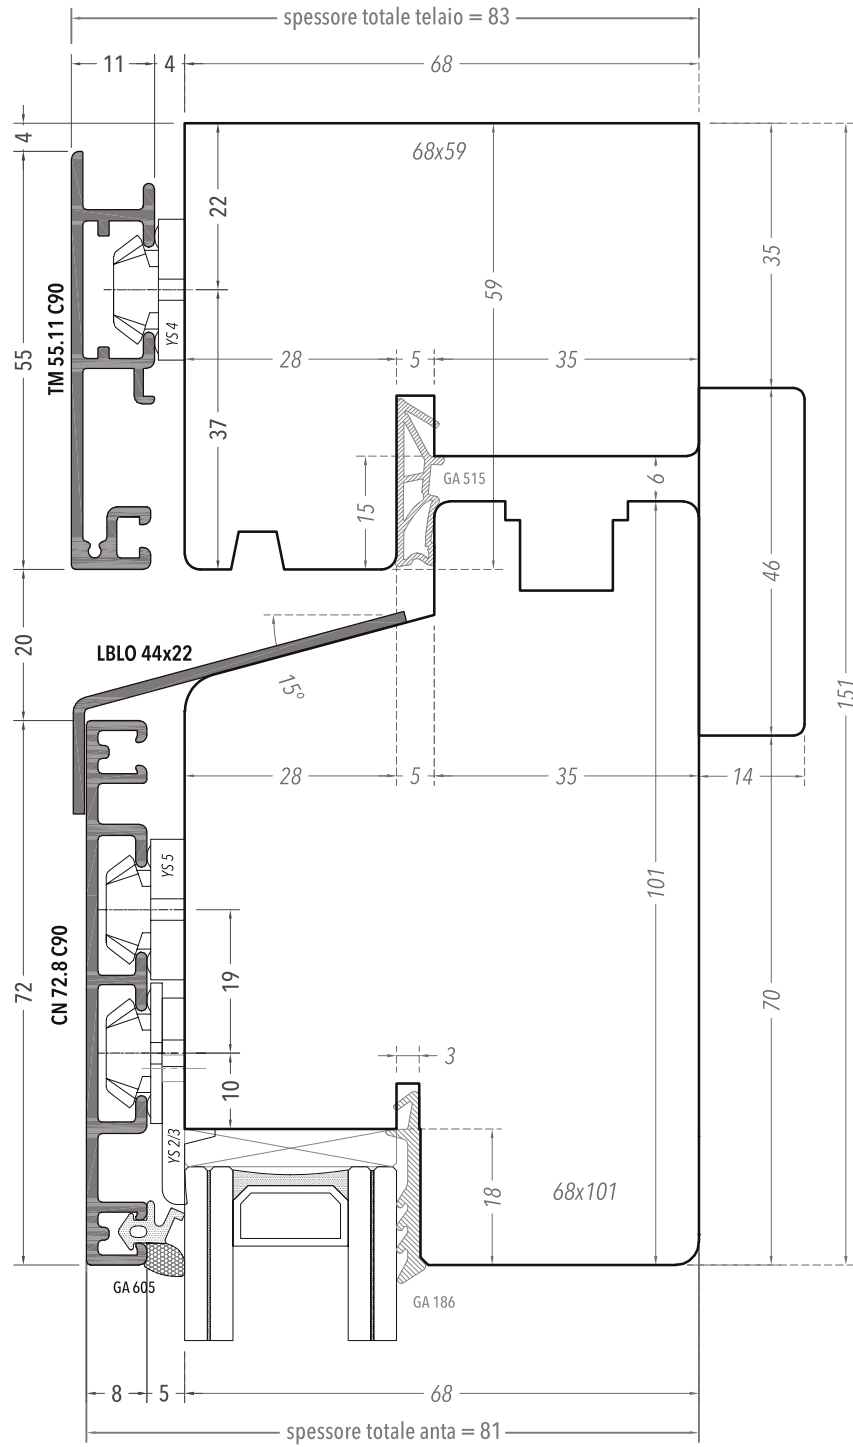 spessore totale telaio = 83
11
4
68
4
68x59
22
35
59
TM 55.11 C90
YS 4
55
28
5
35
37
GA 515
6
15
46
20
LBLO 44x22
15°
151
28
5
35
14
YS 5
101
CN 72.8 C90
19
72
70
3
10
YS 2/3
18
68x101
GA 605
GA 186
8
5
68
spessore totale anta = 81